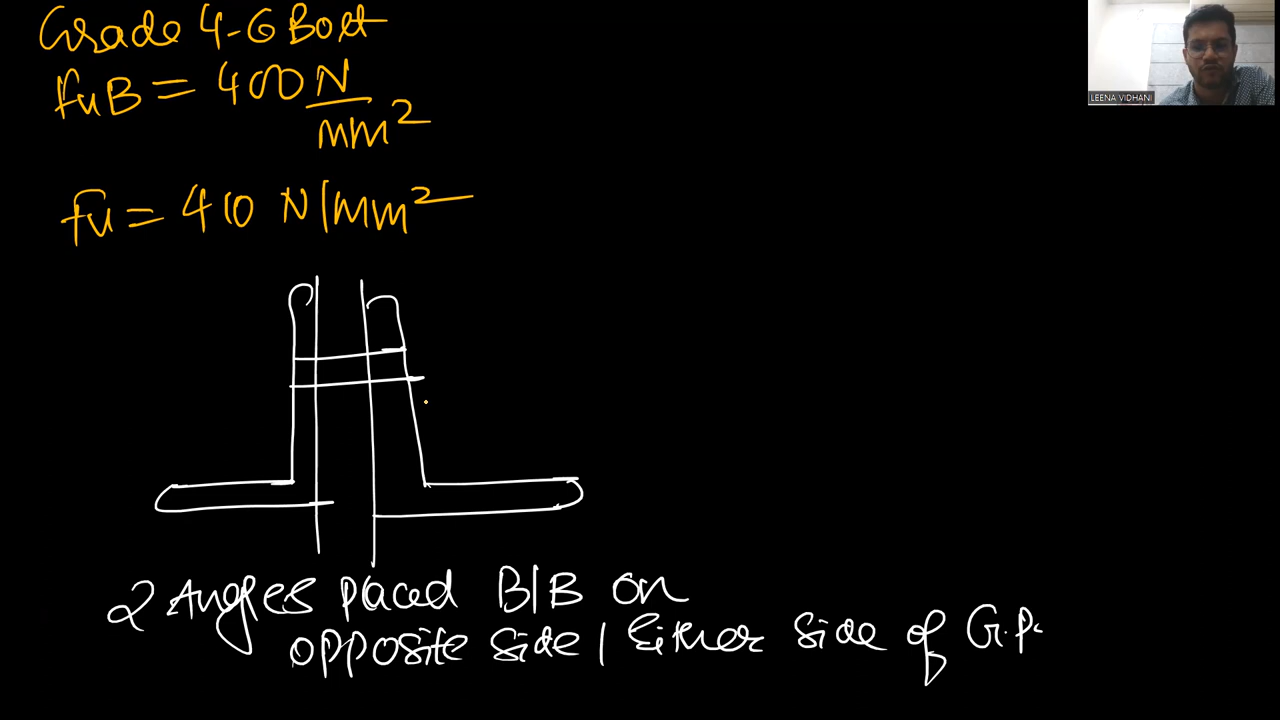 Grade 4-6 Bolt
fuB = 400 N/mm²
fu = 410 N/mm²
2 Angles placed B/B on
opposite side / Either side of G.P.
LEENA VIDHANI